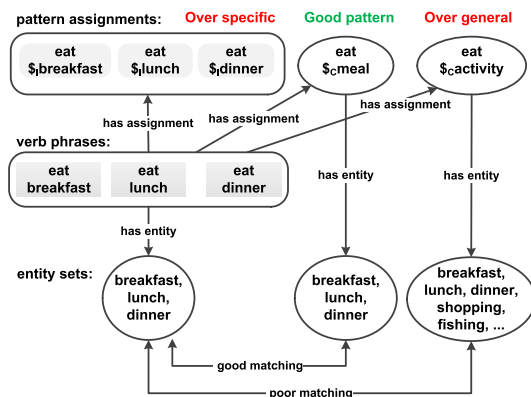 pattern assignments: Over specific Good pattern Over general
eat eat eat eat eat
$Ibreakfast $Ilunch $Idinner $Cmeal $Cactivity
has assignment has assignment has assignment
verb phrases:
eat eat eat
breakfast lunch dinner
has entity has entity
has entity
entity sets:
breakfast, lunch, dinner
breakfast, lunch, dinner
breakfast, lunch, dinner, shopping, fishing, ...
good matching
poor matching